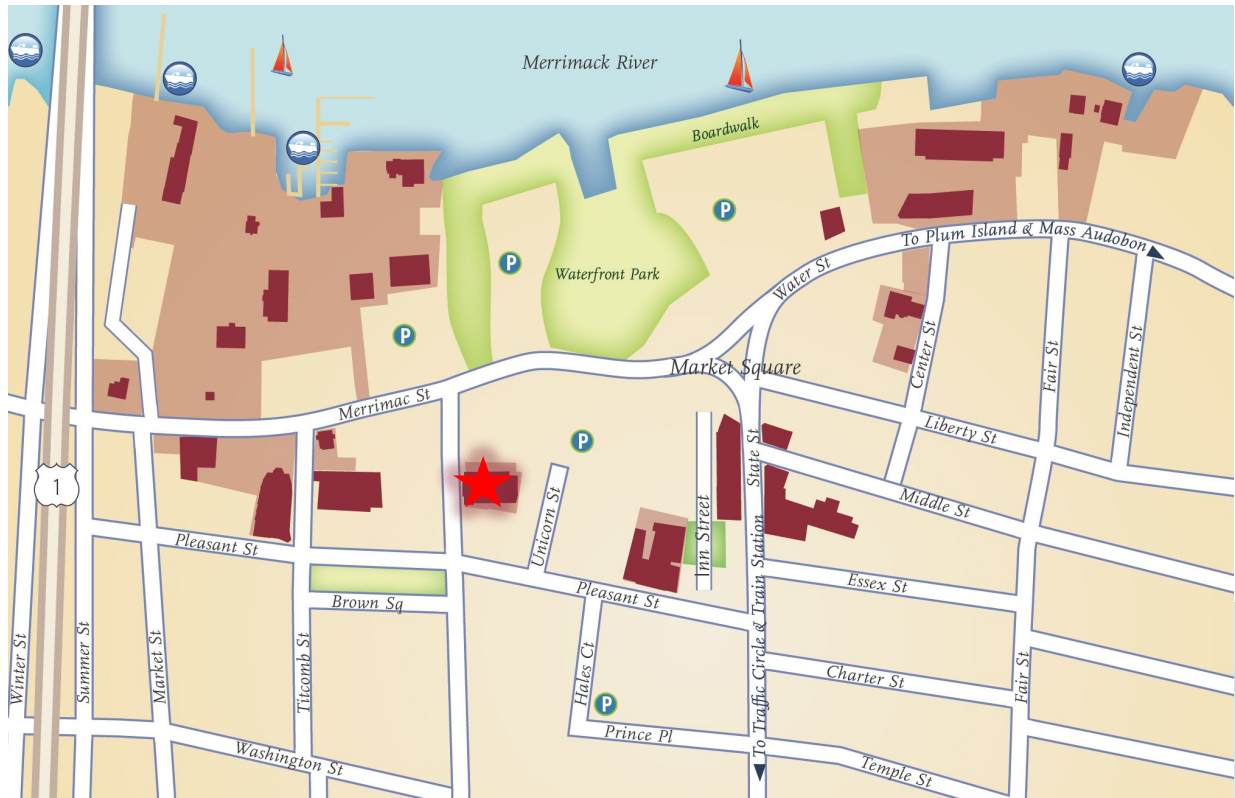 Merrimack River
Boardwalk
P
To Plum Island & Mass Audobon
P
Waterfront Park
Water St
P
Center St
Fair St
Independent St
Market Square
Merrimac St
Liberty St
P
State St
1
Middle St
Unicorn St
Inn Street
Pleasant St
Essex St
Brown Sq
Pleasant St
Winter St
Summer St
Market St
Titcomb St
Hales Ct
To Traffic Circle & Train Station
Charter St
Fair St
P
Prince Pl
Washington St
Temple St